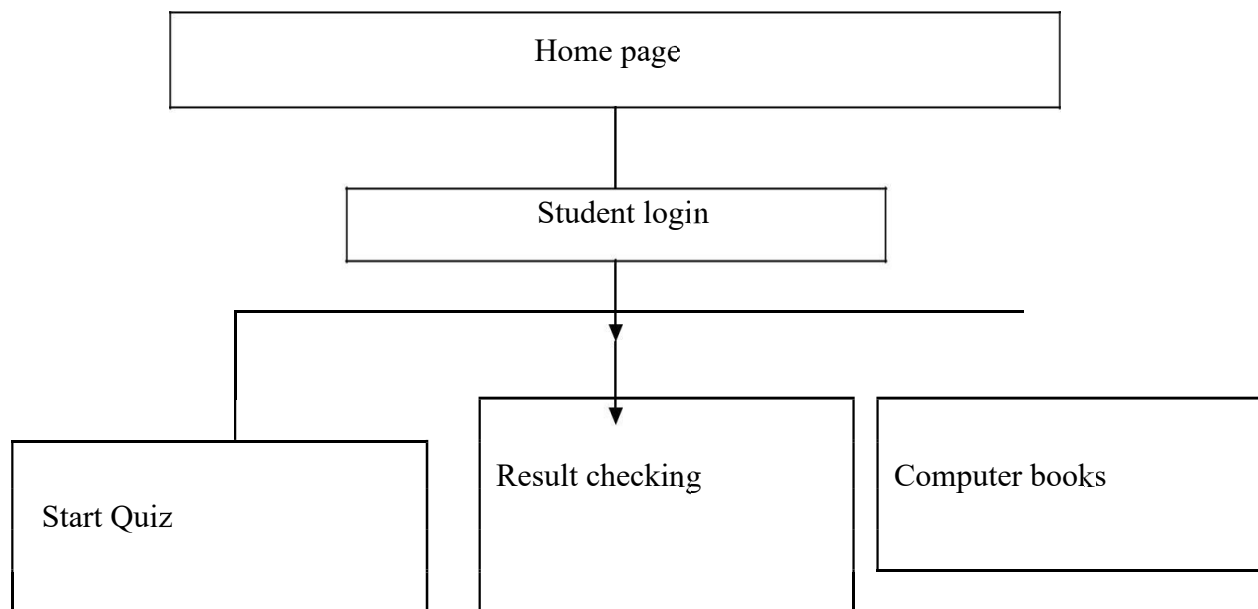 Home page
Student login
Result checking
Computer books
Start Quiz